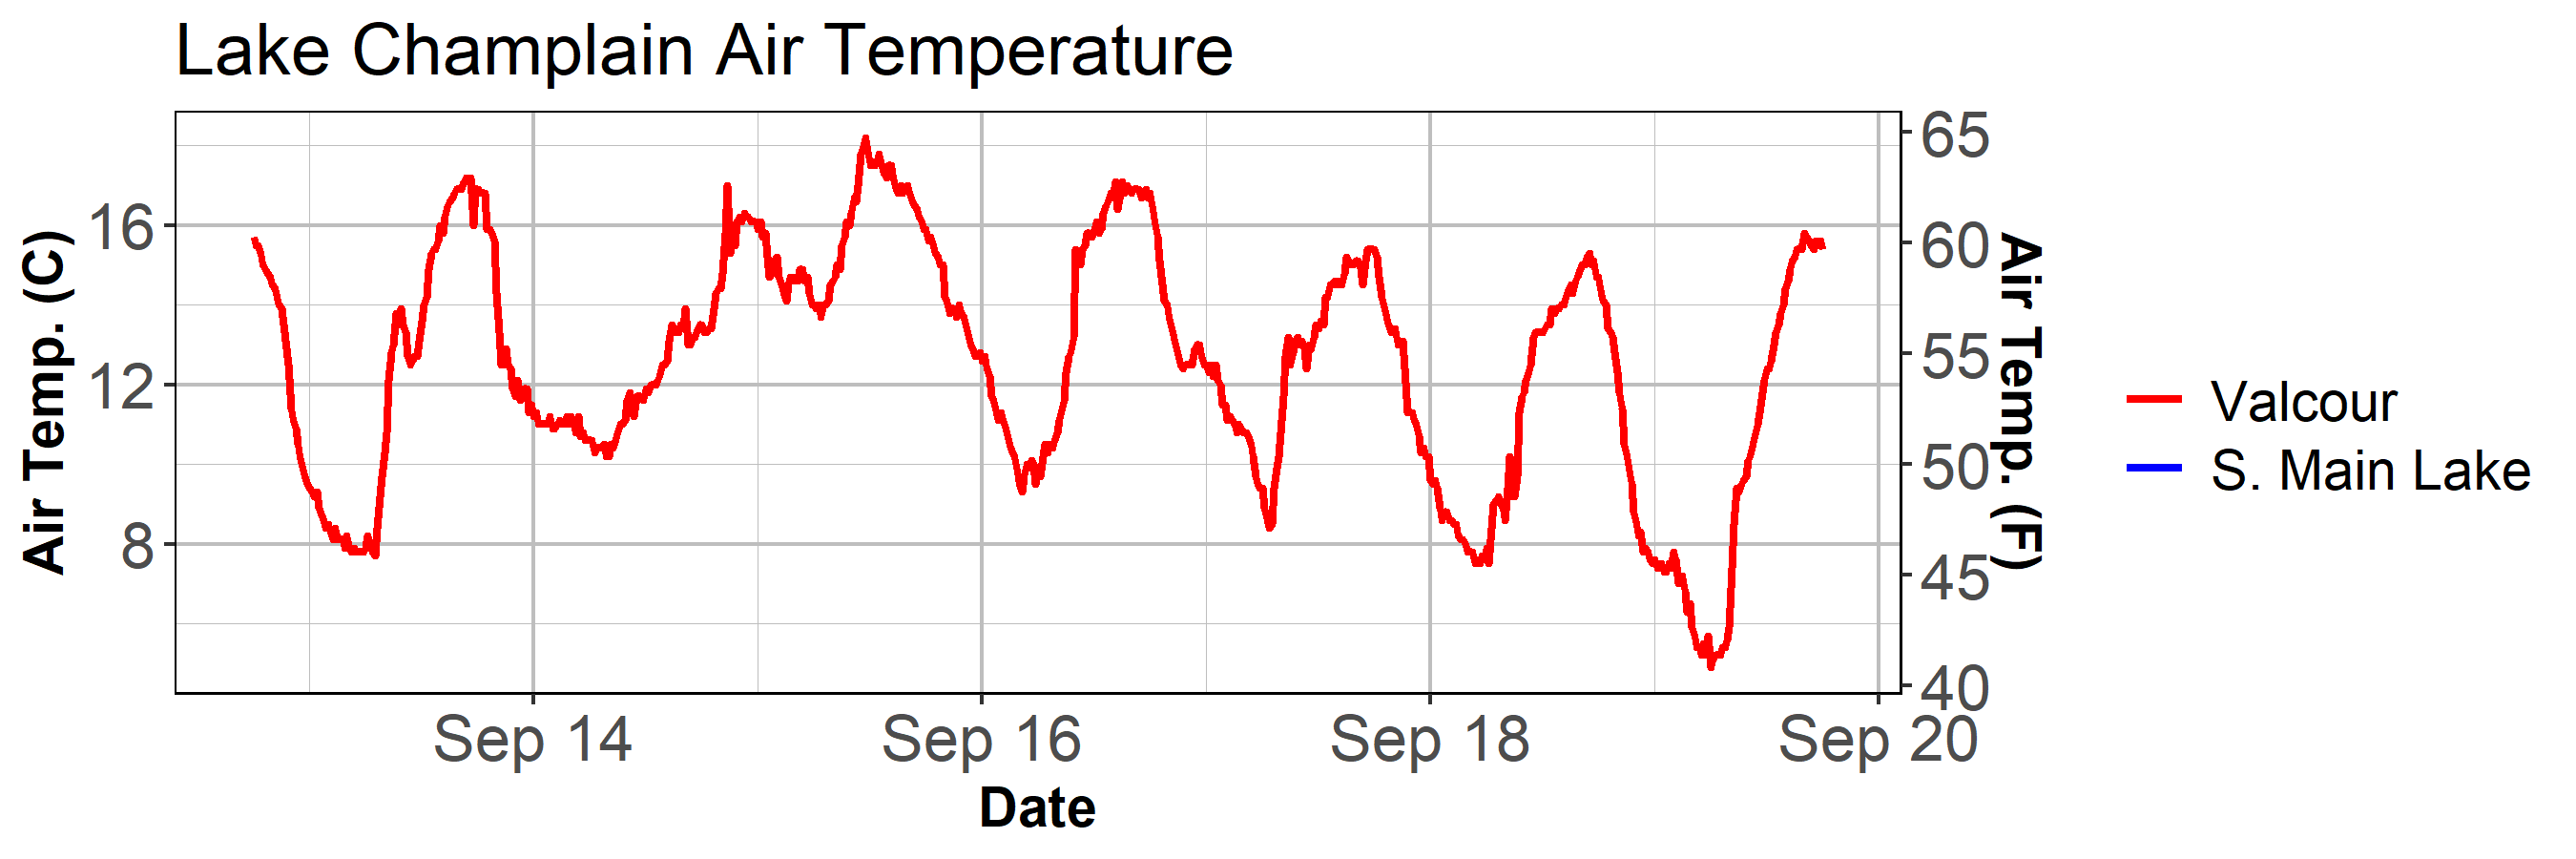 Lake Champlain Air Temperature
Air Temp. (C)
16
12
8
65
60
55
50
45
40
Air Temp. (F)
Sep 14
Sep 16
Sep 18
Sep 20
Date
Valcour
S. Main Lake